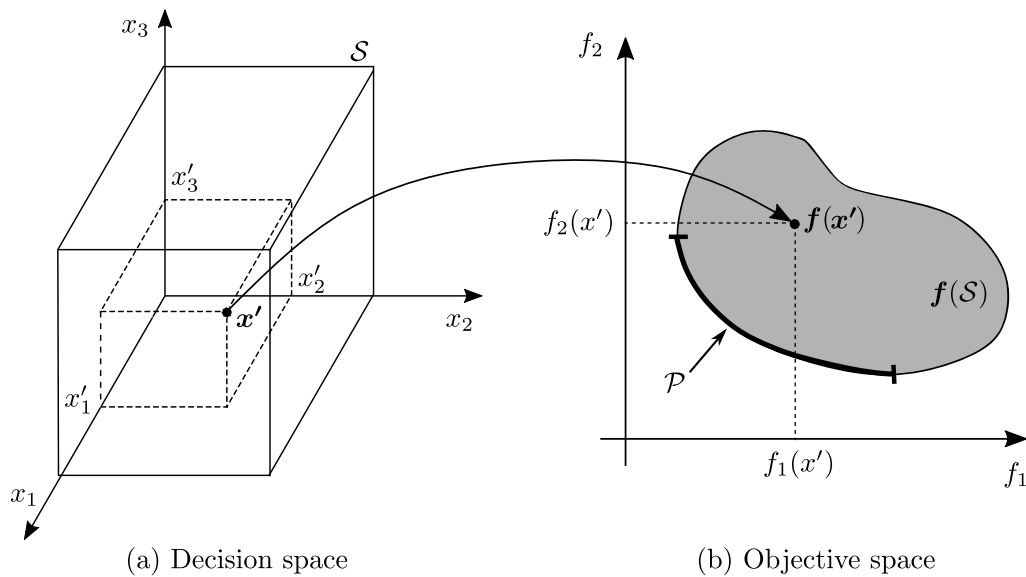 x₃
𝒮
x′₃
x′₂
x₂
𝒙′
x′₁
x₁
(a) Decision space
f₂
f₂(x′)
𝒇(𝒙′)
𝒇(𝒮)
𝒫
f₁(x′)
f₁
(b) Objective space